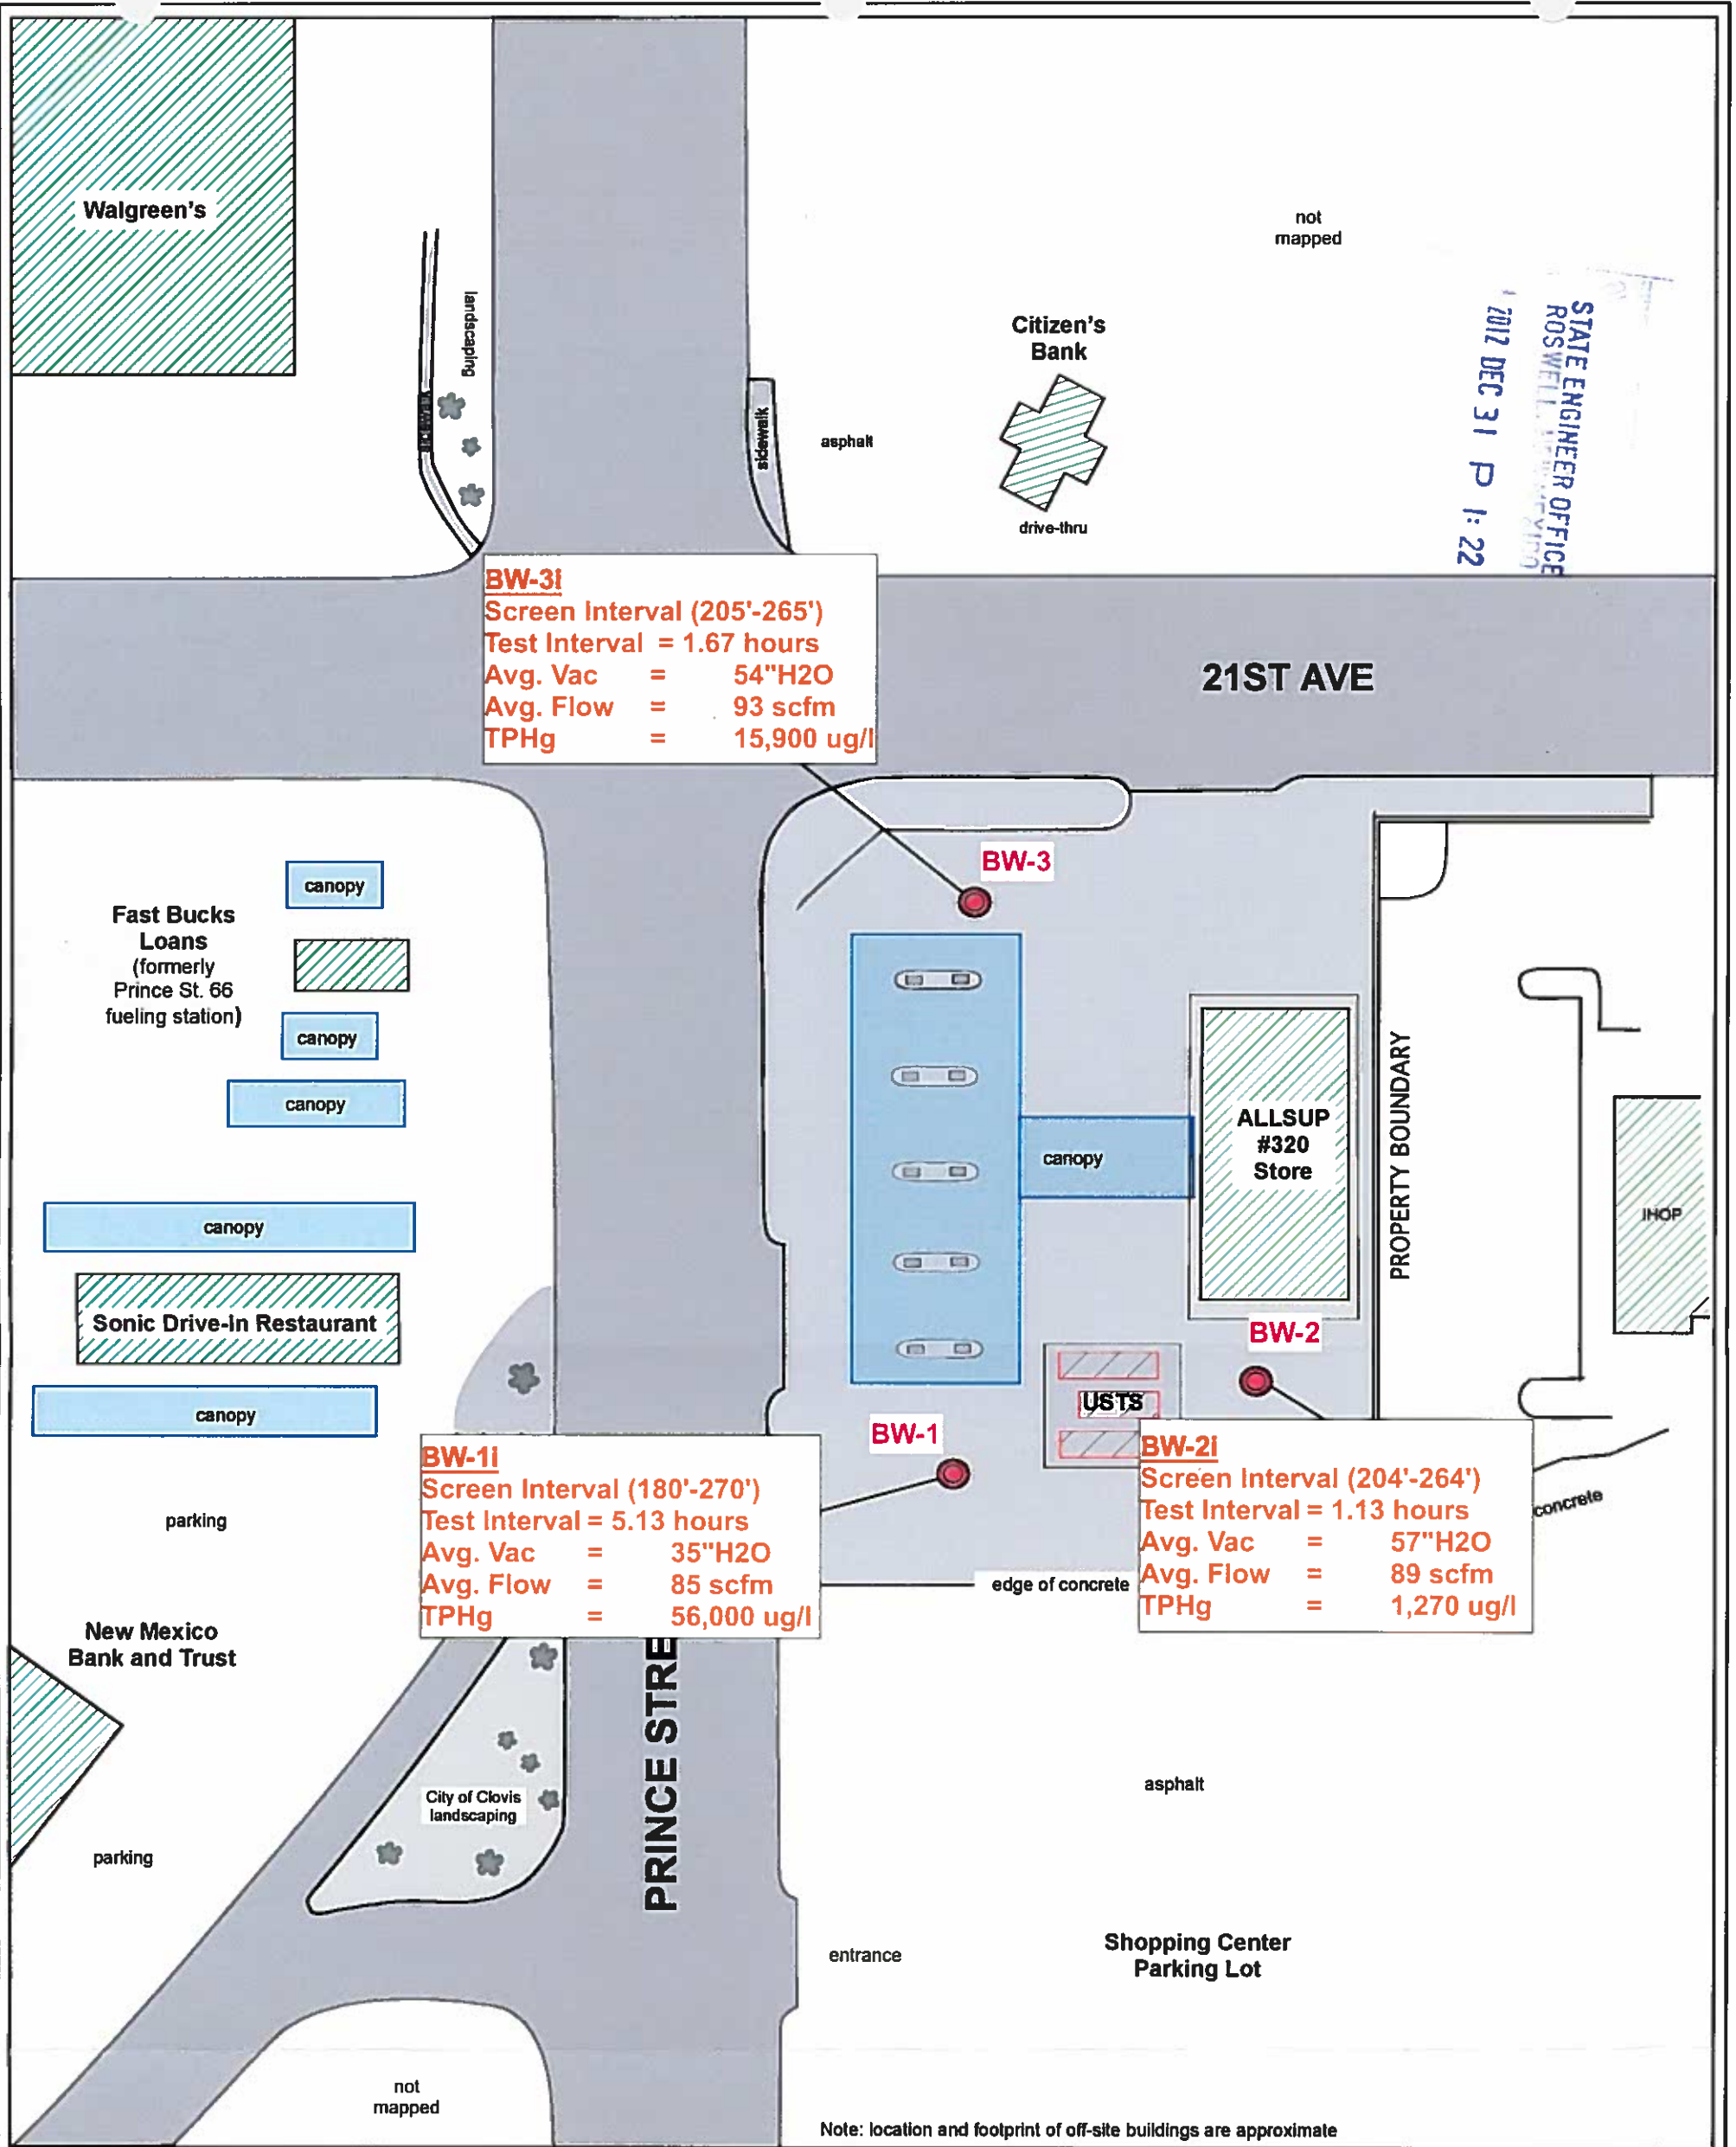 Walgreen's
landscaping
sidewalk
asphalt
Citizen's
Bank
drive-thru
not
mapped
STATE ENGINEER OFFICE
ROSWELL, NEW MEXICO
2012 DEC 31 P 1:22
BW-3i
Screen Interval (205'-265')
Test Interval = 1.67 hours
Avg. Vac = 54"H2O
Avg. Flow = 93 scfm
TPHg = 15,900 ug/l
21ST AVE
BW-3
Fast Bucks
Loans
(formerly
Prince St. 66
fueling station)
canopy
canopy
canopy
canopy
Sonic Drive-In Restaurant
canopy
canopy
ALLSUP
#320
Store
PROPERTY BOUNDARY
IHOP
BW-2
USTS
BW-1
BW-1i
Screen Interval (180'-270')
Test Interval = 5.13 hours
Avg. Vac = 35"H2O
Avg. Flow = 85 scfm
TPHg = 56,000 ug/l
BW-2i
Screen Interval (204'-264')
Test Interval = 1.13 hours
Avg. Vac = 57"H2O
Avg. Flow = 89 scfm
TPHg = 1,270 ug/l
concrete
edge of concrete
parking
New Mexico
Bank and Trust
parking
City of Clovis
landscaping
PRINCE STRE
asphalt
entrance
Shopping Center
Parking Lot
not
mapped
Note: location and footprint of off-site buildings are approximate